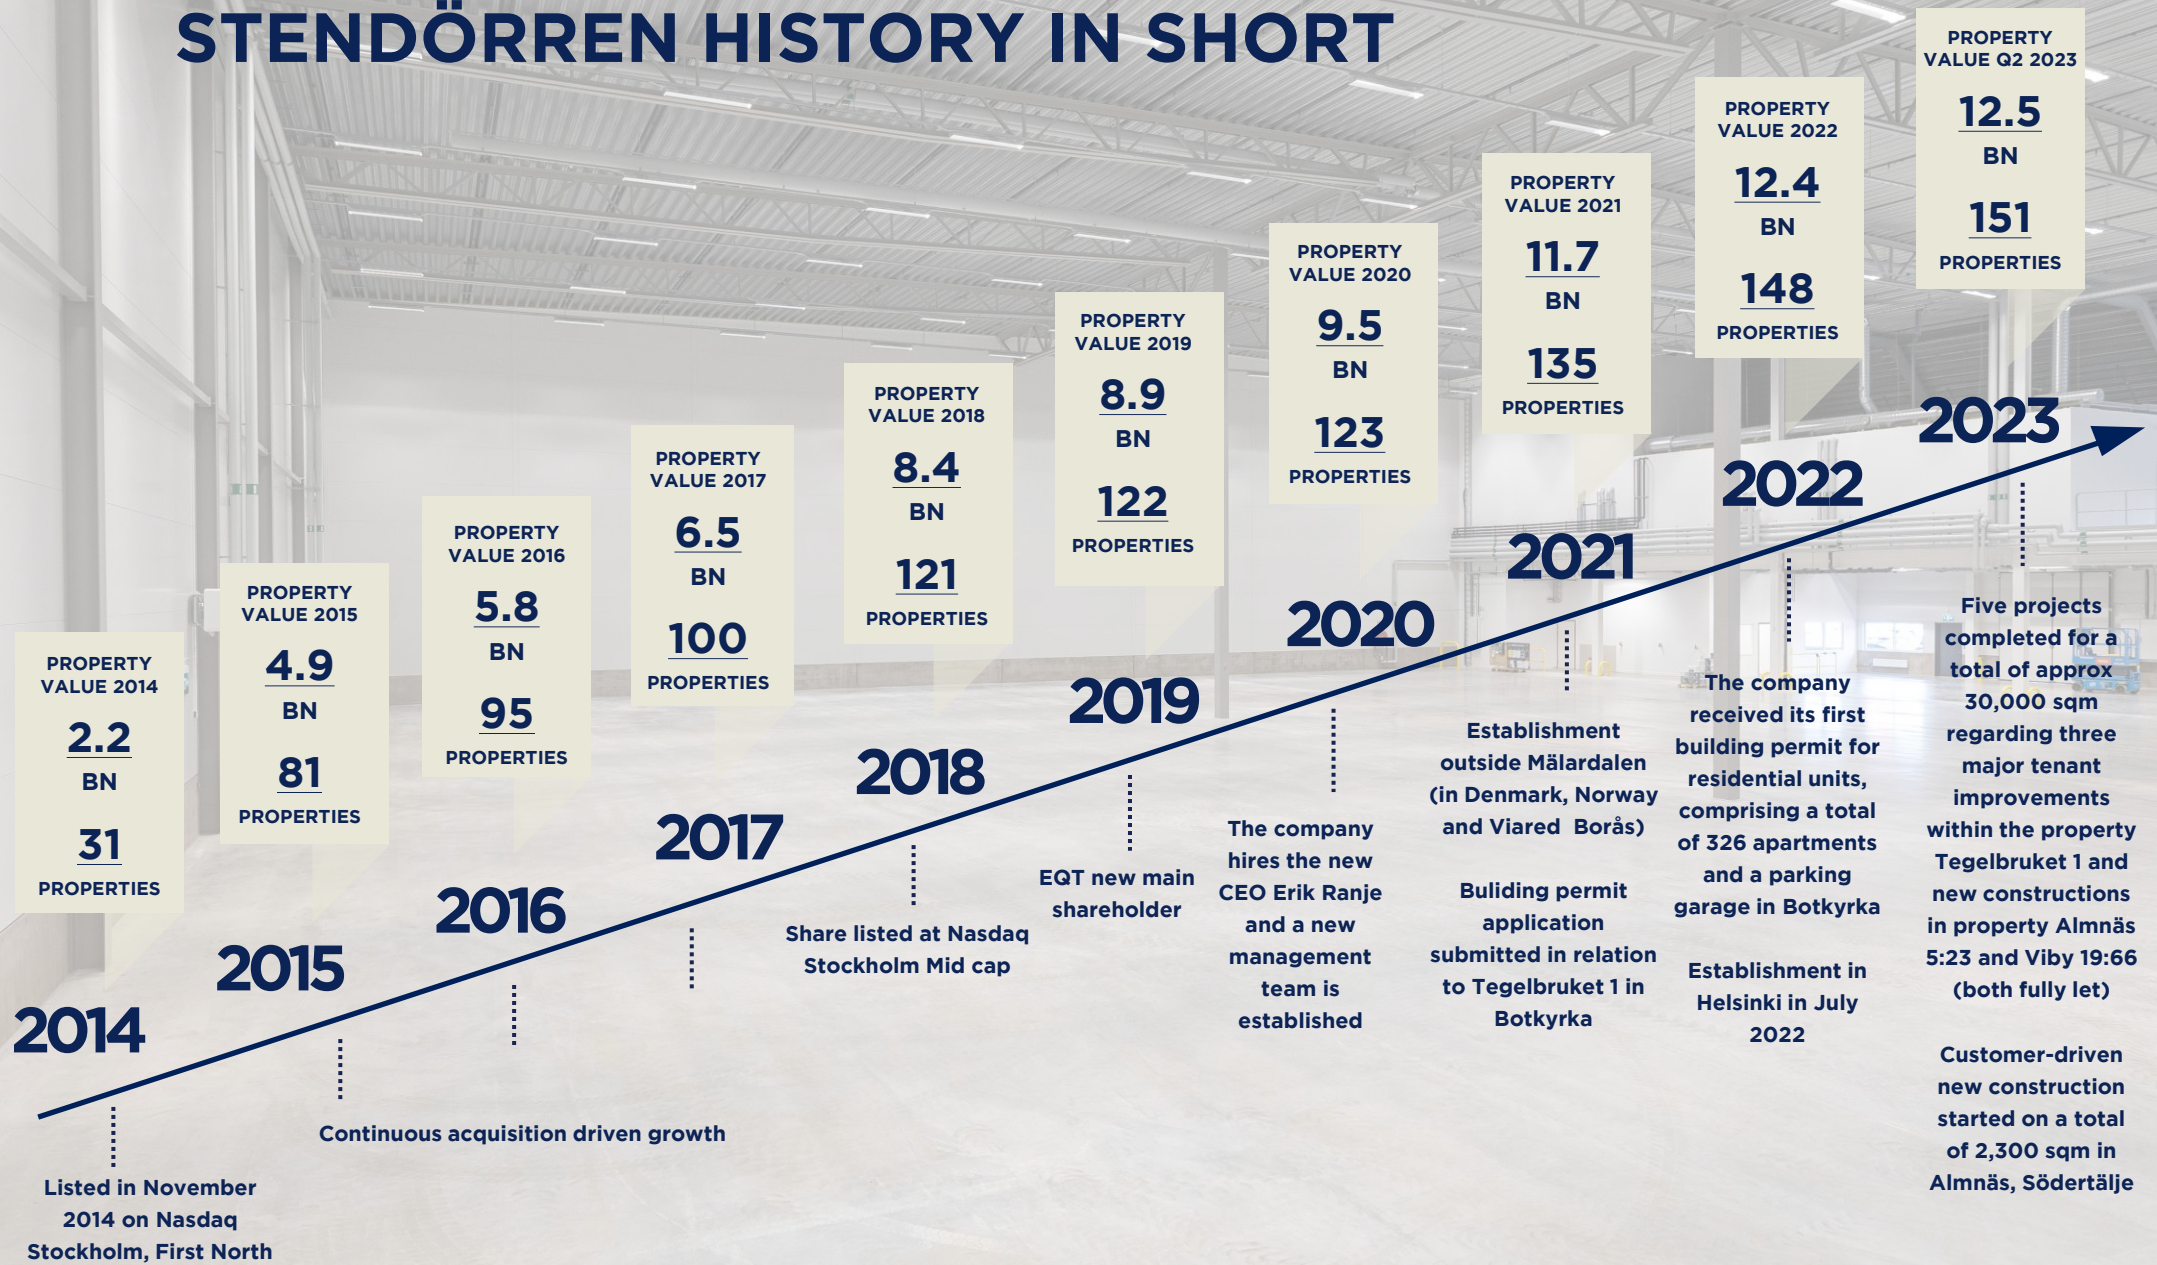 STENDÖRREN HISTORY IN SHORT
PROPERTY
VALUE 2014
2.2
BN
31
PROPERTIES
2014
Listed in November
2014 on Nasdaq
Stockholm, First North
PROPERTY
VALUE 2015
4.9
BN
81
PROPERTIES
2015
PROPERTY
VALUE 2016
5.8
BN
95
PROPERTIES
2016
Continuous acquisition driven growth
PROPERTY
VALUE 2017
6.5
BN
100
PROPERTIES
2017
PROPERTY
VALUE 2018
8.4
BN
121
PROPERTIES
2018
Share listed at Nasdaq
Stockholm Mid cap
PROPERTY
VALUE 2019
8.9
BN
122
PROPERTIES
2019
EQT new main
shareholder
PROPERTY
VALUE 2020
9.5
BN
123
PROPERTIES
2020
The company
hires the new
CEO Erik Ranje
and a new
management
team is
established
PROPERTY
VALUE 2021
11.7
BN
135
PROPERTIES
2021
Establishment
outside Mälardalen
(in Denmark, Norway
and Viared Borås)
Buliding permit
application
submitted in relation
to Tegelbruket 1 in
Botkyrka
PROPERTY
VALUE 2022
12.4
BN
148
PROPERTIES
2022
The company
received its first
building permit for
residential units,
comprising a total
of 326 apartments
and a parking
garage in Botkyrka
Establishment in
Helsinki in July
2022
PROPERTY
VALUE Q2 2023
12.5
BN
151
PROPERTIES
2023
Five projects
completed for a
total of approx
30,000 sqm
regarding three
major tenant
improvements
within the property
Tegelbruket 1 and
new constructions
in property Almnäs
5:23 and Viby 19:66
(both fully let)
Customer-driven
new construction
started on a total
of 2,300 sqm in
Almnäs, Södertälje